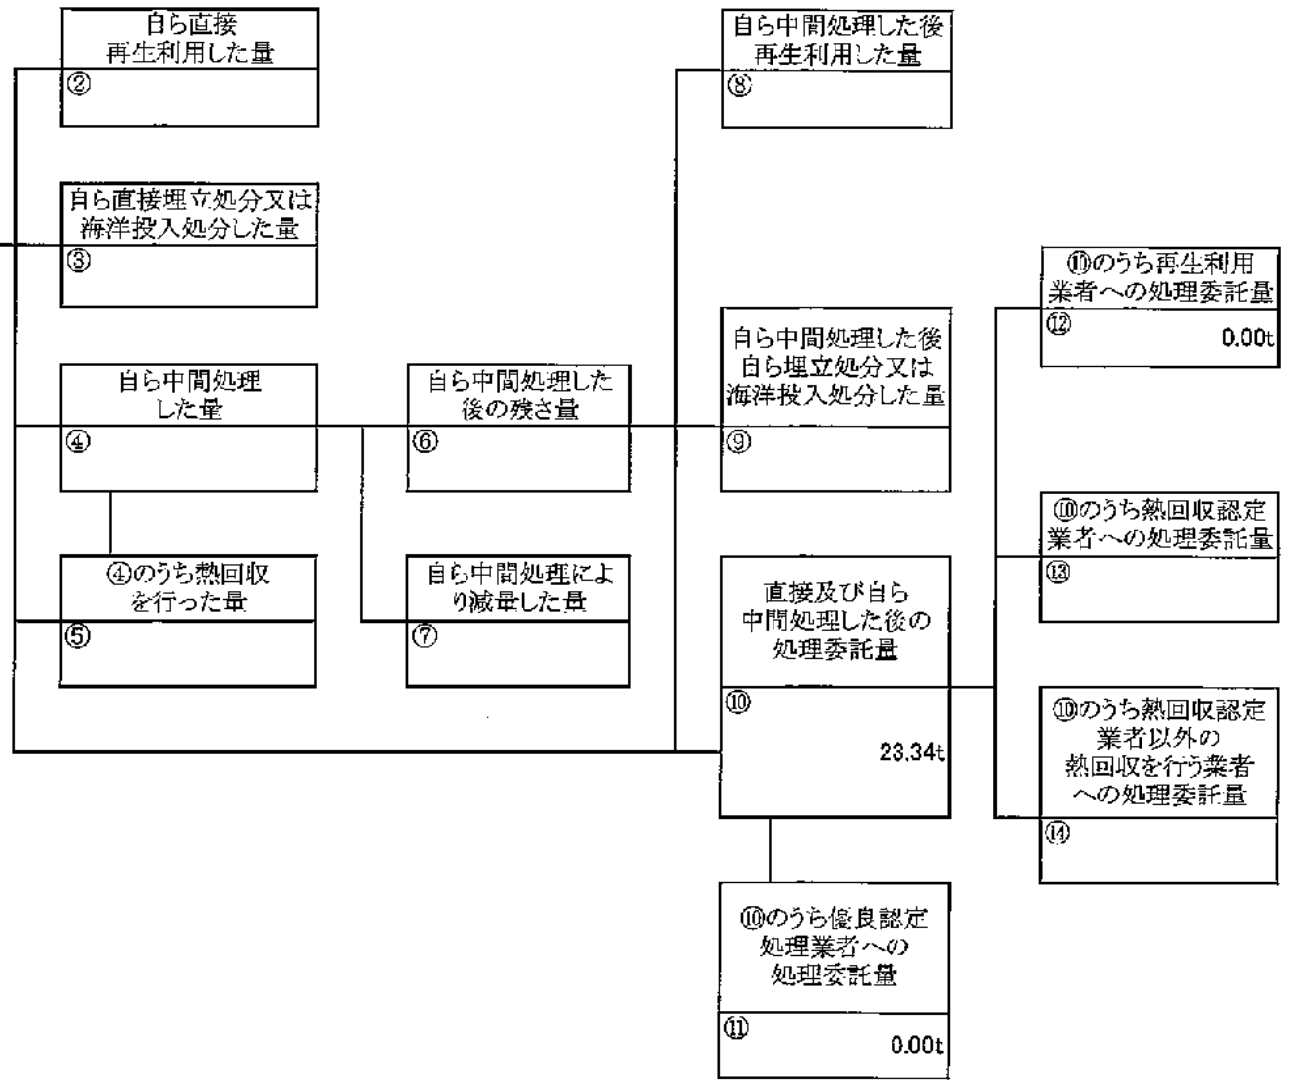 自ら直接
再生利用した量
②
自ら直接埋立処分又は
海洋投入処分した量
③
自ら中間処理
した量
④
④のうち熱回収
を行った量
⑤
自ら中間処理した
後の残さ量
⑥
自ら中間処理によ
り減量した量
⑦
自ら中間処理した後
再生利用した量
⑧
自ら中間処理した後
自ら埋立処分又は
海洋投入処分した量
⑨
直接及び自ら
中間処理した後の
処理委託量
⑩
23.34t
⑩のうち優良認定
処理業者への
処理委託量
⑪
0.00t
⑩のうち再生利用
業者への処理委託量
⑫
0.00t
⑩のうち熱回収認定
業者への処理委託量
⑬
⑩のうち熱回収認定
業者以外の
熱回収を行う業者
への処理委託量
⑭